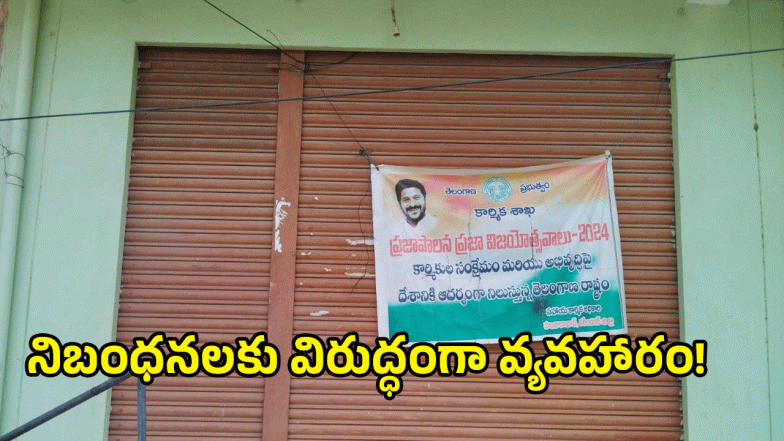 తెలంగాణ ప్రభుత్వం
కార్మిక శాఖ
ప్రజాపాలన ప్రజా విజయోత్సవాలు-2024
కార్మికుల సంక్షేమం మరియు అభివృద్ధిపై
దేశానికి ఆదర్శంగా నిలుస్తున్న తెలంగాణ రాష్ట్రం
నిబంధనలకు విరుద్ధంగా వ్యవహారం!